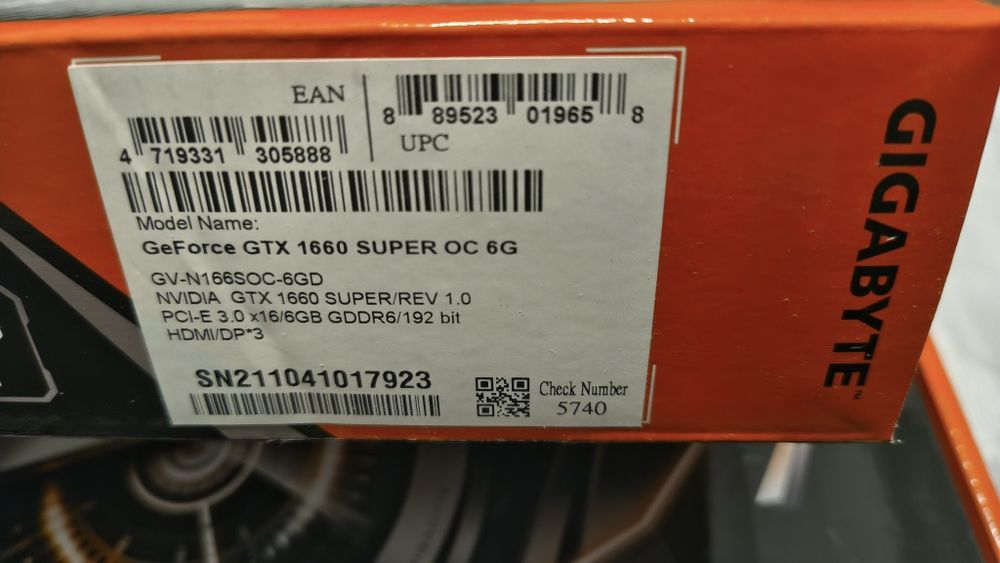 EAN
4 719331 305888
8 89523 01965 8
UPC
Model Name:
GeForce GTX 1660 SUPER OC 6G
GV-N166SOC-6GD
NVIDIA GTX 1660 SUPER/REV 1.0
PCI-E 3.0 x16/6GB GDDR6/192 bit
HDMI/DP*3
SN211041017923
Check Number
5740
GIGABYTE™